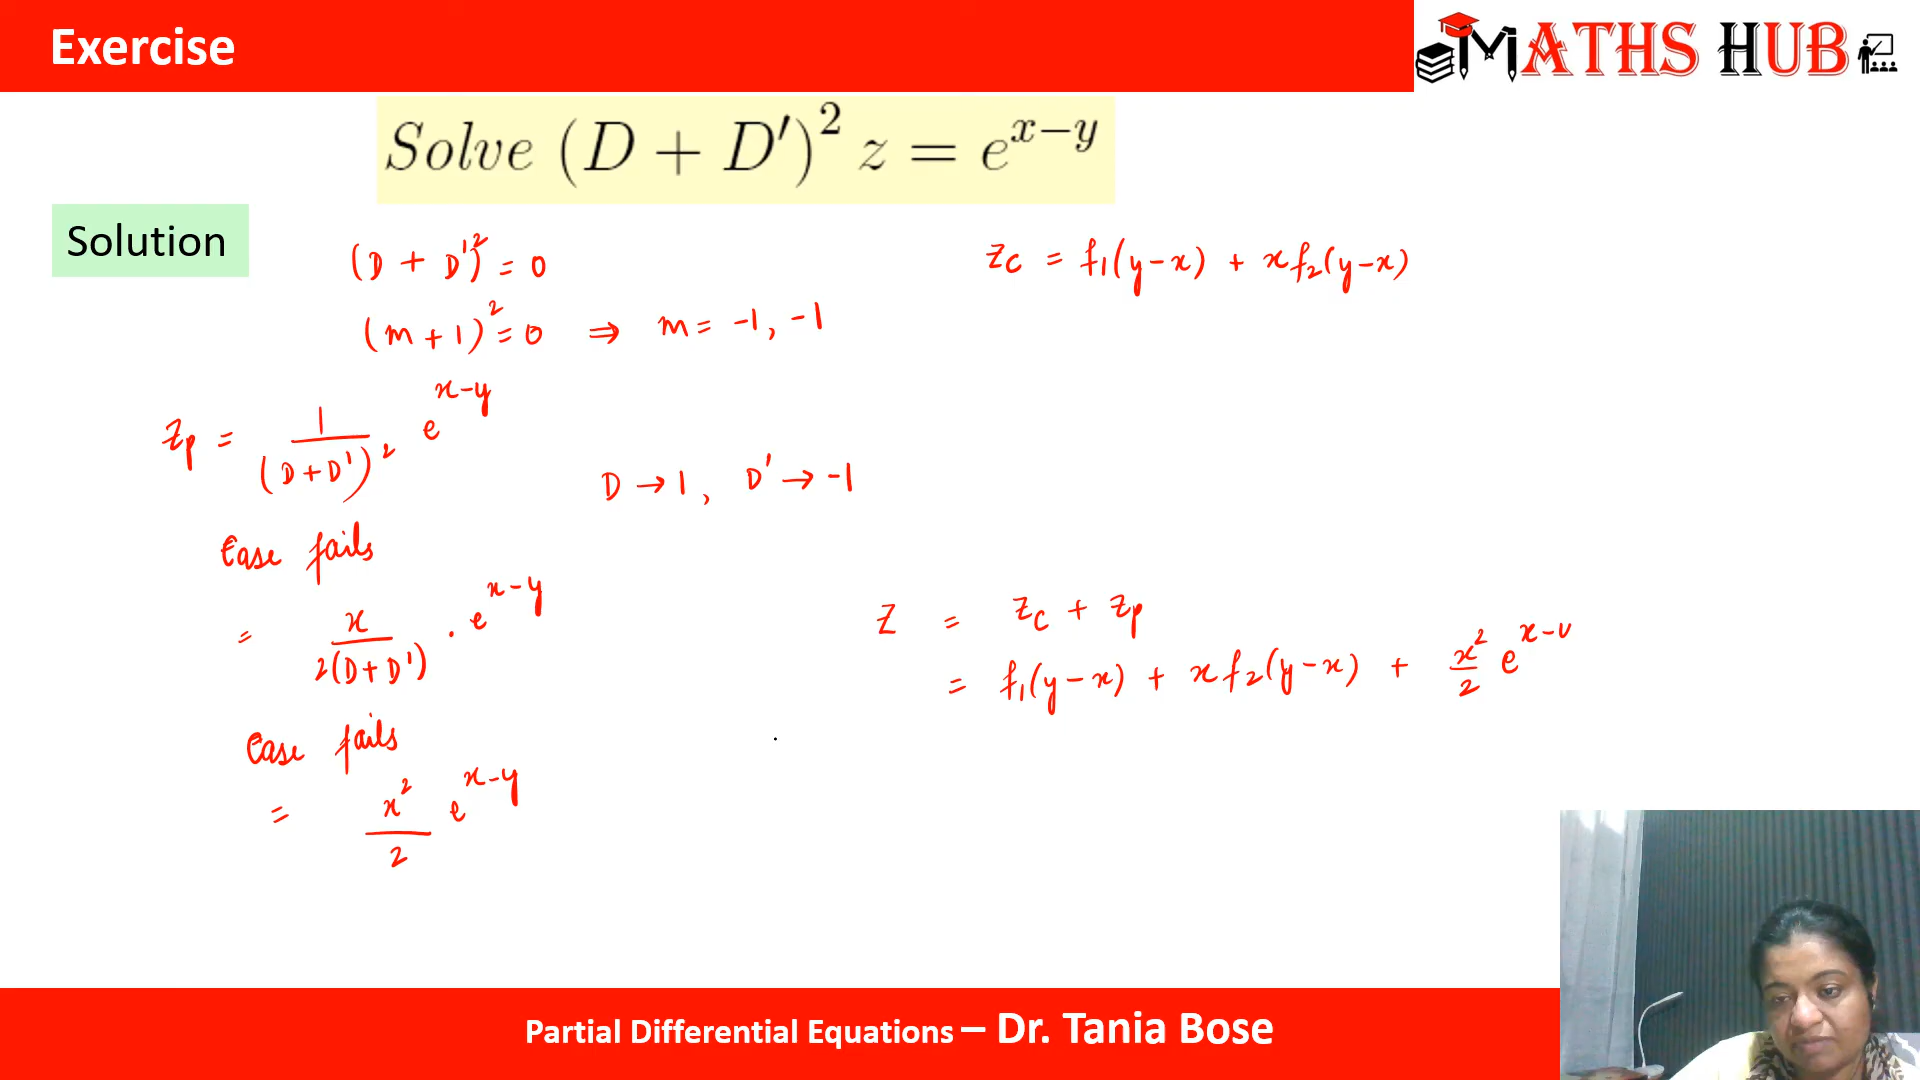 Exercise
MATHS HUB
Solve (D + D′)² z = e^{x−y}
Solution
(D + D')² = 0
(m + 1)² = 0 ⇒ m = -1, -1
z_c = f₁(y-x) + x f₂(y-x)
z_p = 1/(D+D')² e^{x-y}
D → 1, D' → -1
Case fails
= x/2(D+D') · e^{x-y}
Case fails
= x²/2 e^{x-y}
Z = z_c + z_p
= f₁(y-x) + x f₂(y-x) + x²/2 e^{x-υ}
Partial Differential Equations – Dr. Tania Bose